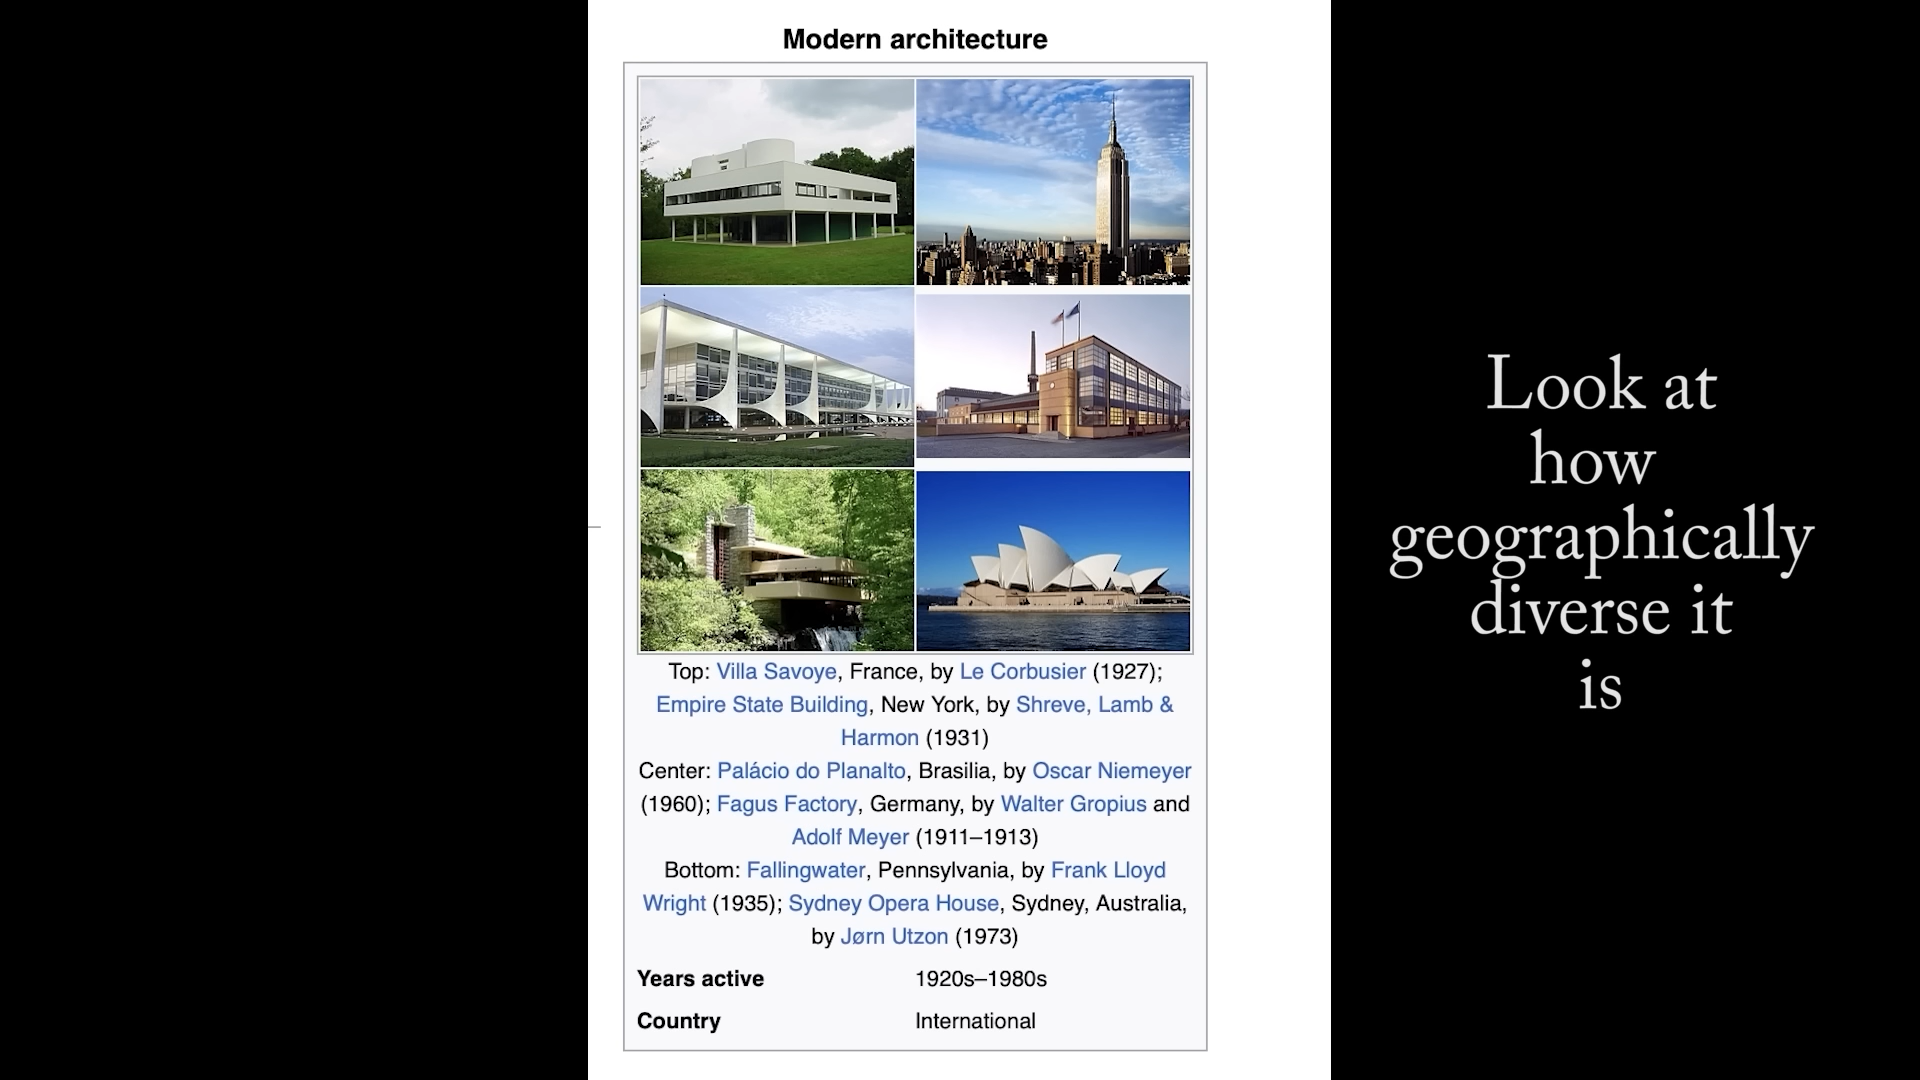 Modern architecture
Top: Villa Savoye, France, by Le Corbusier (1927);
Empire State Building, New York, by Shreve, Lamb &
Harmon (1931)
Center: Palácio do Planalto, Brasilia, by Oscar Niemeyer
(1960); Fagus Factory, Germany, by Walter Gropius and
Adolf Meyer (1911–1913)
Bottom: Fallingwater, Pennsylvania, by Frank Lloyd
Wright (1935); Sydney Opera House, Sydney, Australia,
by Jørn Utzon (1973)
Years active 1920s–1980s
Country International
Look at
how
geographically
diverse it
is